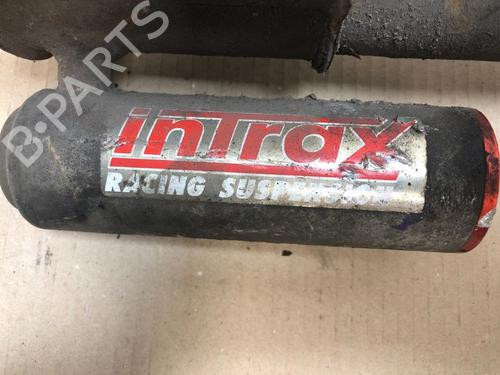 inTrax
RACING SUSPENSION
B-PARTS